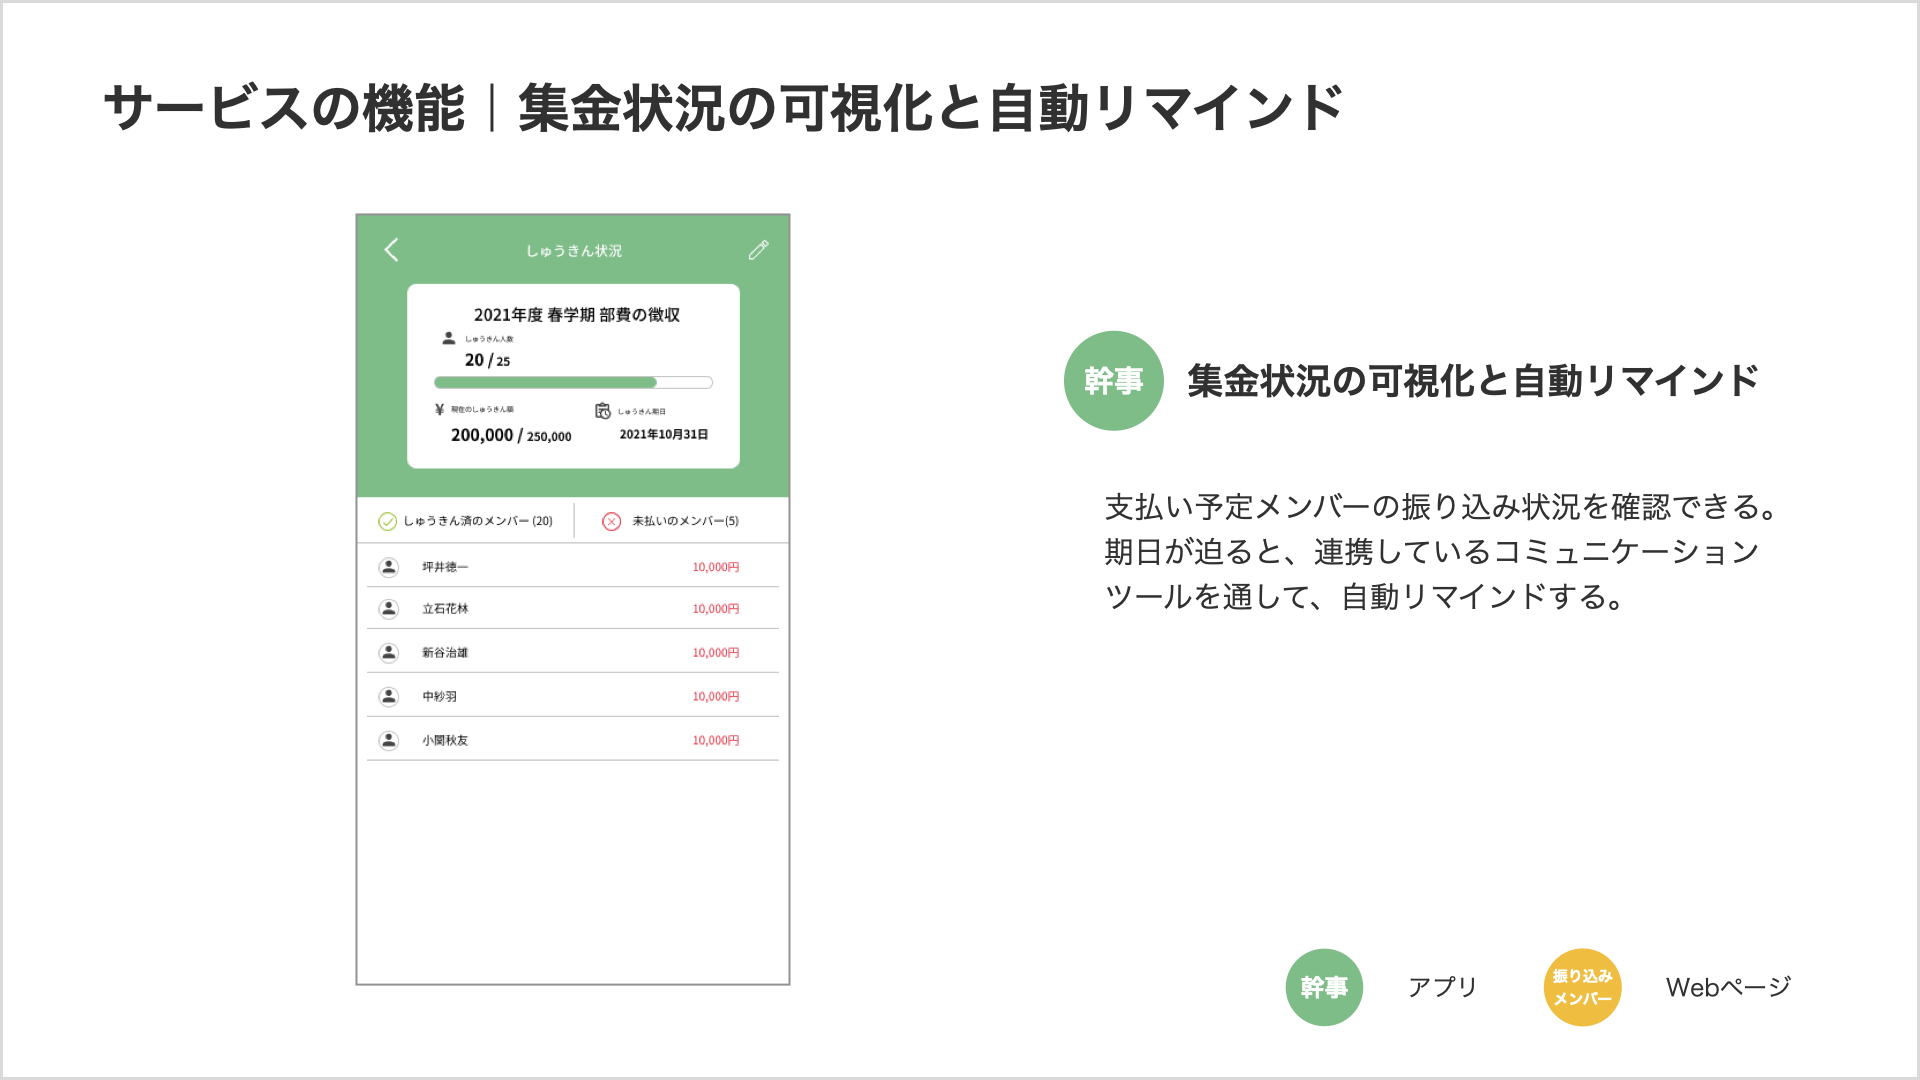 サービスの機能｜集金状況の可視化と自動リマインド
しゅうきん状況
2021年度 春学期 部費の徴収
しゅうきん人数
20 / 25
¥ 現在のしゅうきん額
200,000 / 250,000
しゅうきん期日
2021年10月31日
しゅうきん済のメンバー (20)
未払いのメンバー(5)
坪井徳一 10,000円
立石花林 10,000円
新谷治雄 10,000円
中紗羽 10,000円
小関秋友 10,000円
幹事 集金状況の可視化と自動リマインド
支払い予定メンバーの振り込み状況を確認できる。
期日が迫ると、連携しているコミュニケーション
ツールを通して、自動リマインドする。
幹事 アプリ
振り込み
メンバー
Webページ